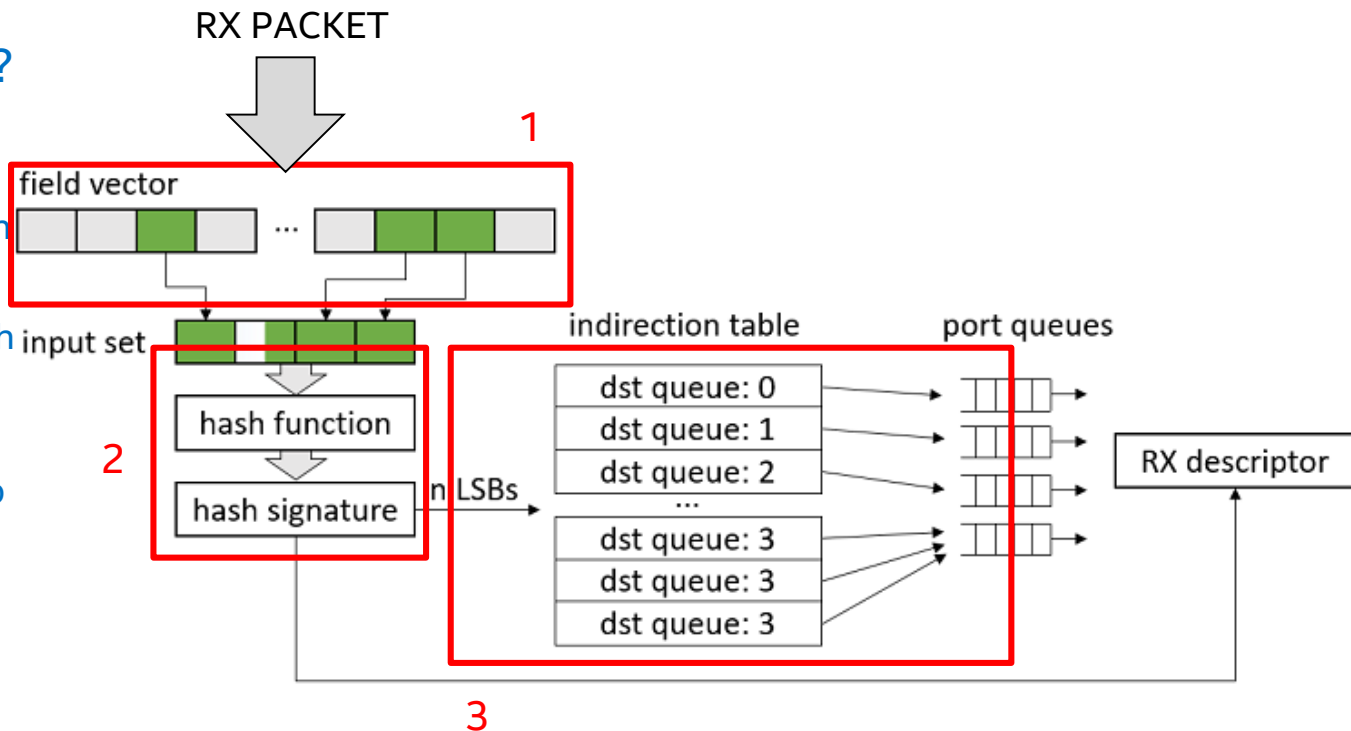 RX PACKET
?
1
field vector
...
n
input set
n
indirection table
port queues
dst queue: 0
dst queue: 1
dst queue: 2
...
dst queue: 3
dst queue: 3
dst queue: 3
hash function
2
hash signature
n LSBs
RX descriptor
3